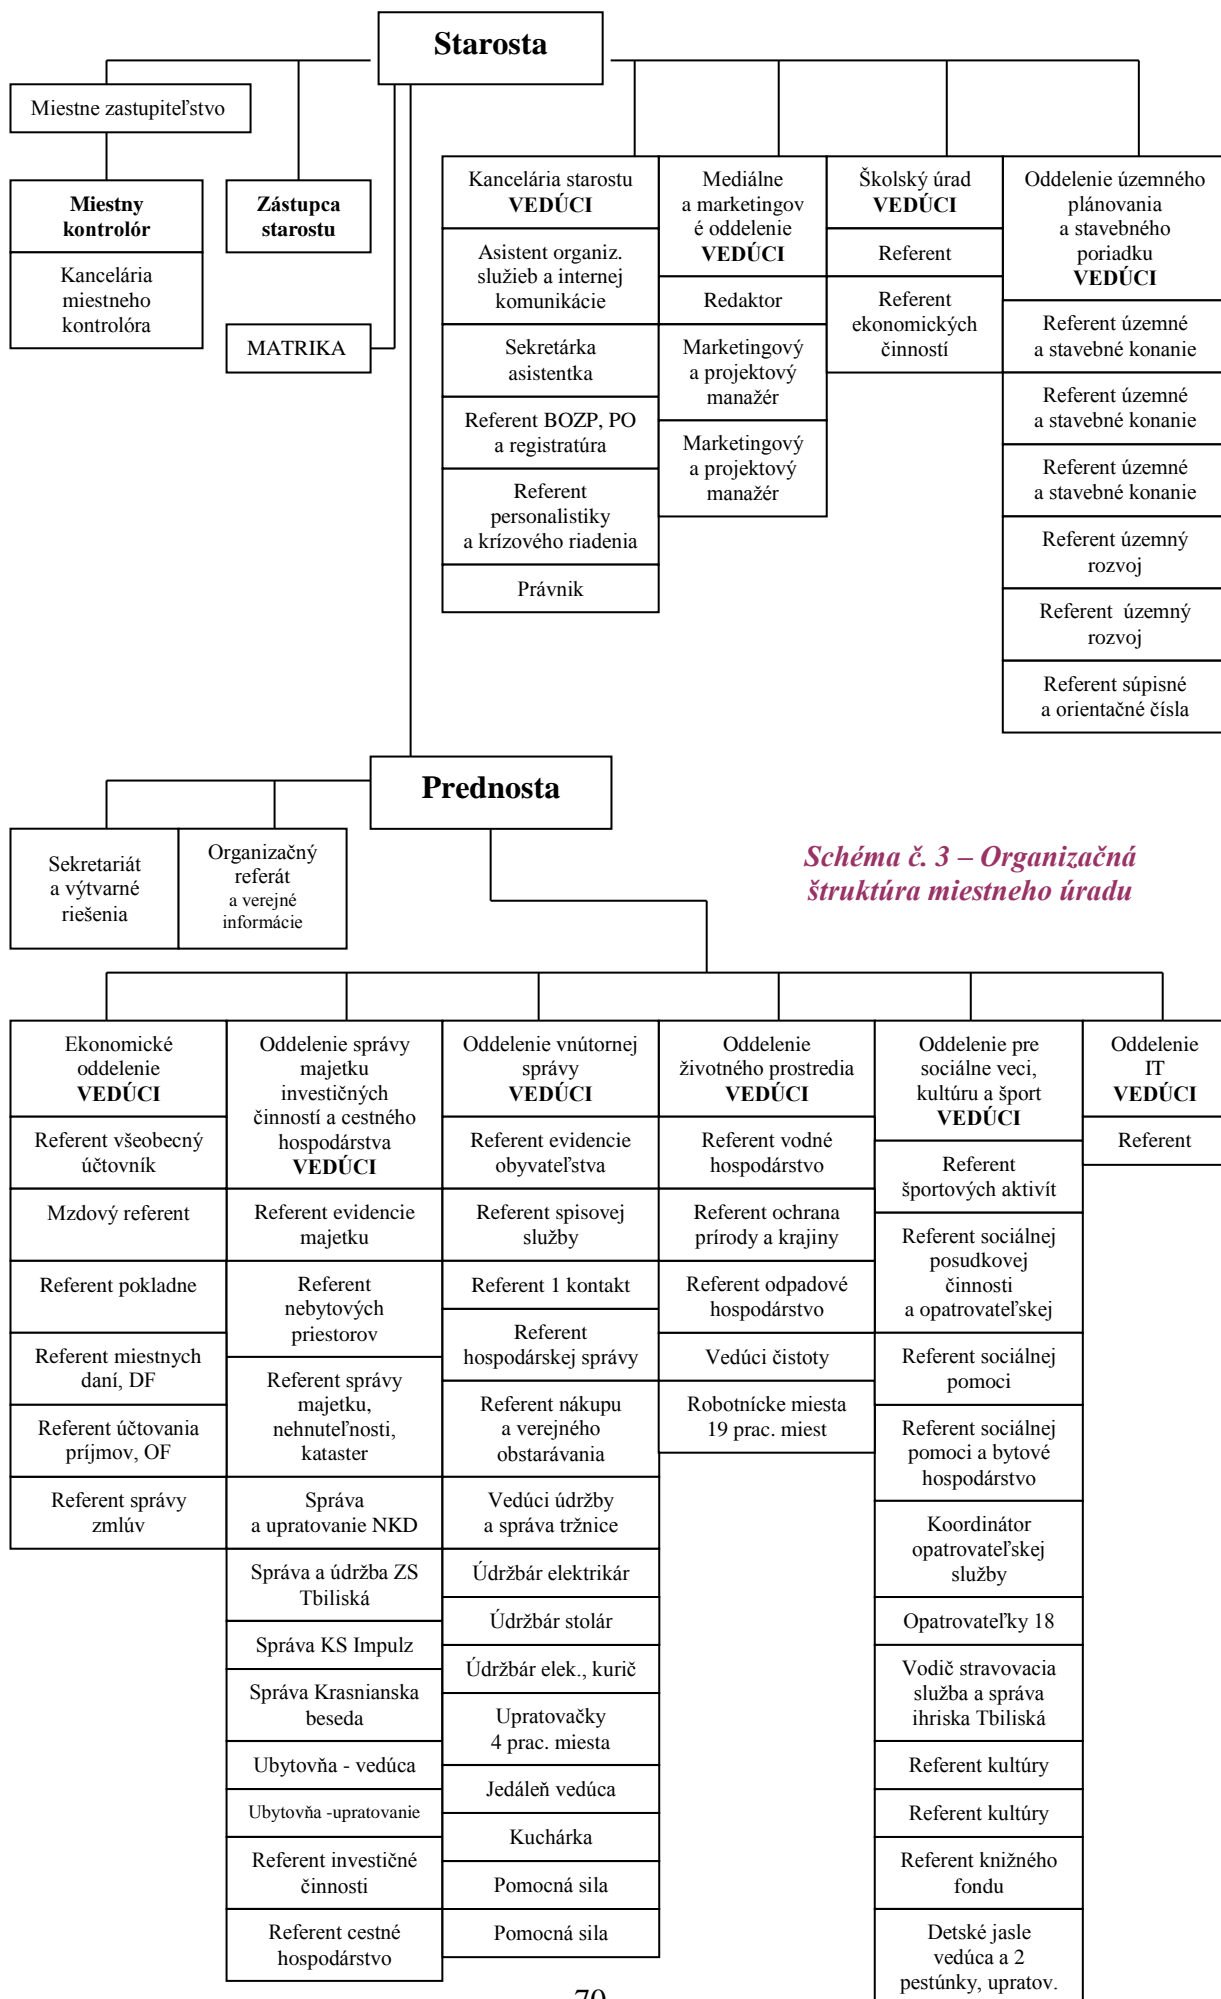 Starosta
Miestne zastupiteľstvo
Miestny
kontrolór
Kancelária
miestneho
kontrolóra
Zástupca
starostu
MATRIKA
Kancelária starostu
VEDÚCI
Asistent organiz.
služieb a internej
komunikácie
Sekretárka
asistentka
Referent BOZP, PO
a registratúra
Referent
personalistiky
a krízového riadenia
Právnik
Mediálne
a marketingov
é oddelenie
VEDÚCI
Redaktor
Marketingový
a projektový
manažér
Marketingový
a projektový
manažér
Školský úrad
VEDÚCI
Referent
Referent
ekonomických
činností
Oddelenie územného
plánovania
a stavebného
poriadku
VEDÚCI
Referent územné
a stavebné konanie
Referent územné
a stavebné konanie
Referent územné
a stavebné konanie
Referent územný
rozvoj
Referent  územný
rozvoj
Referent súpisné
a orientačné čísla
Prednosta
Sekretariát
a výtvarné
riešenia
Organizačný
referát
a verejné
informácie
Schéma č. 3 – Organizačná
štruktúra miestneho úradu
Ekonomické
oddelenie
VEDÚCI
Referent všeobecný
účtovník
Mzdový referent
Referent pokladne
Referent miestnych
daní, DF
Referent účtovania
príjmov, OF
Referent správy
zmlúv
Oddelenie správy
majetku
investičných
činností a cestného
hospodárstva
VEDÚCI
Referent evidencie
majetku
Referent
nebytových
priestorov
Referent správy
majetku,
nehnuteľnosti,
kataster
Správa
a upratovanie NKD
Správa a údržba ZS
Tbiliská
Správa KS Impulz
Správa Krasnianska
beseda
Ubytovňa - vedúca
Ubytovňa -upratovanie
Referent investičné
činnosti
Referent cestné
hospodárstvo
Oddelenie vnútornej
správy
VEDÚCI
Referent evidencie
obyvateľstva
Referent spisovej
služby
Referent 1 kontakt
Referent
hospodárskej správy
Referent nákupu
a verejného
obstarávania
Vedúci údržby
a správa tržnice
Údržbár elektrikár
Údržbár stolár
Údržbár elek., kurič
Upratovačky
4 prac. miesta
Jedáleň vedúca
Kuchárka
Pomocná sila
Pomocná sila
Oddelenie
životného prostredia
VEDÚCI
Referent vodné
hospodárstvo
Referent ochrana
prírody a krajiny
Referent odpadové
hospodárstvo
Vedúci čistoty
Robotnícke miesta
19 prac. miest
Oddelenie pre
sociálne veci,
kultúru a šport
VEDÚCI
Referent
športových aktivít
Referent sociálnej
posudkovej
činnosti
a opatrovateľskej
Referent sociálnej
pomoci
Referent sociálnej
pomoci a bytové
hospodárstvo
Koordinátor
opatrovateľskej
služby
Opatrovateľky 18
Vodič stravovacia
služba a správa
ihriska Tbiliská
Referent kultúry
Referent kultúry
Referent knižného
fondu
Detské jasle
vedúca a 2
pestúnky, upratov.
Oddelenie
IT
VEDÚCI
Referent